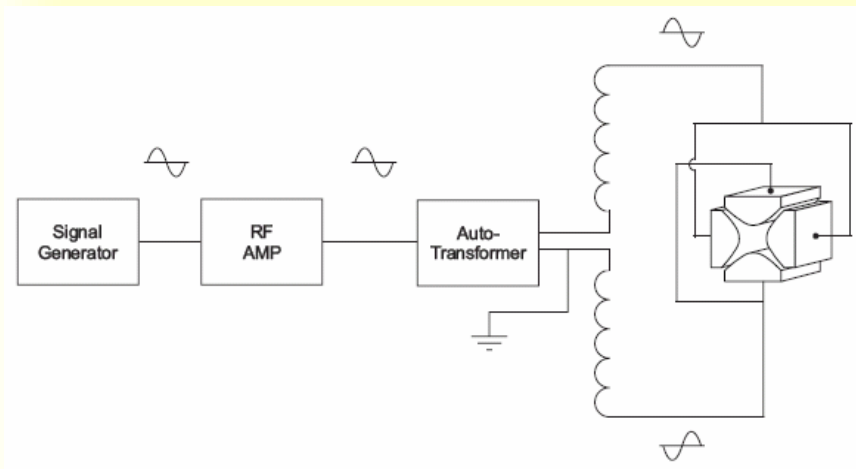 Signal
Generator
RF
AMP
Auto-
Transformer